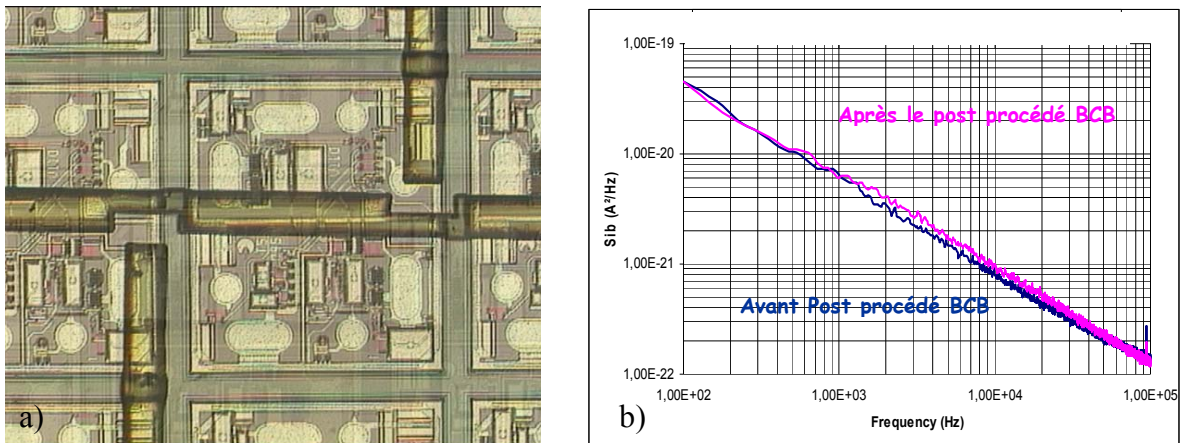 a)
1,00E-19
1,00E-20
1,00E-21
1,00E-22
Sib (A²/Hz)
Après le post procédé BCB
Avant Post procédé BCB
1,00E+02
1,00E+03
1,00E+04
1,00E+05
Frequency (Hz)
b)